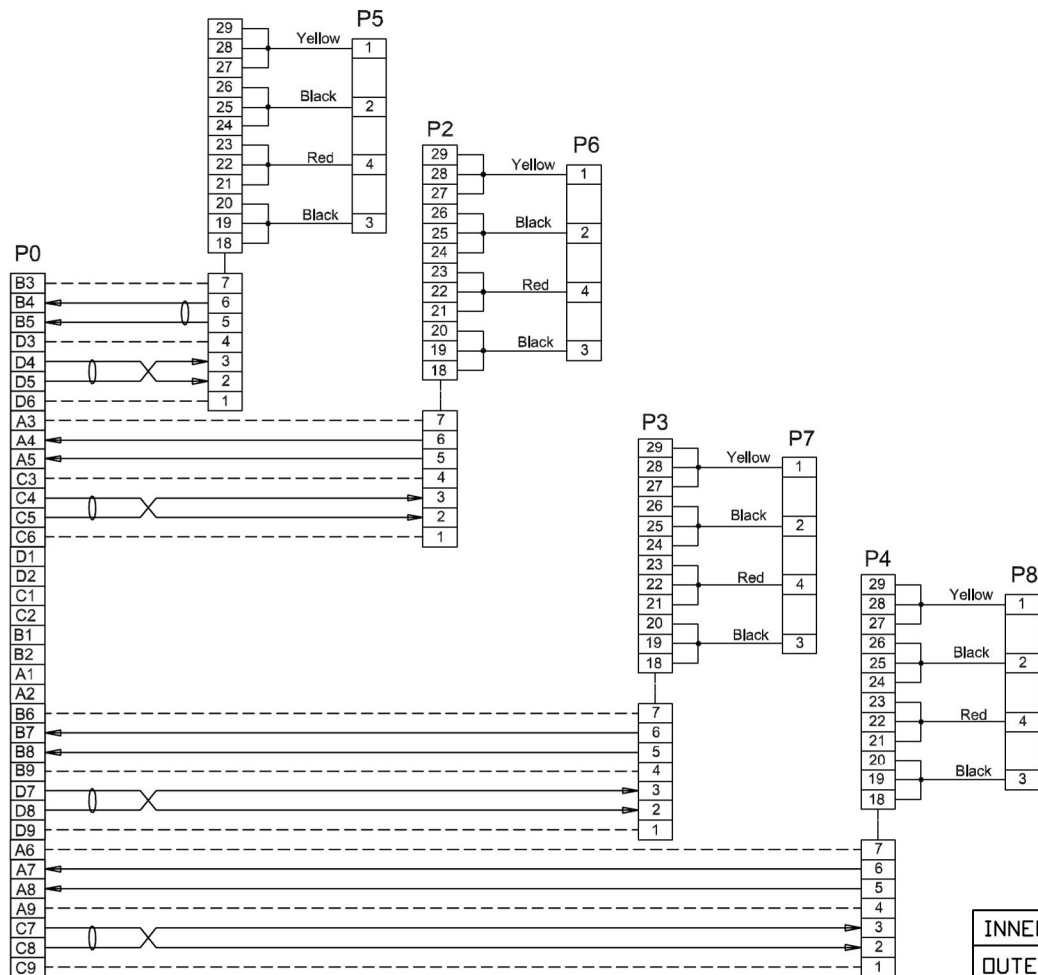 P5
29
28
27
26
25
24
23
22
21
20
19
18
Yellow
Black
Red
Black
1
2
4
3
7
6
5
4
3
2
1
P2
29
28
27
26
25
24
23
22
21
20
19
18
P6
Yellow
Black
Red
Black
1
2
4
3
7
6
5
4
3
2
1
P0
B3
B4
B5
D3
D4
D5
D6
A3
A4
A5
C3
C4
C5
C6
D1
D2
C1
C2
B1
B2
A1
A2
B6
B7
B8
B9
D7
D8
D9
A6
A7
A8
A9
C7
C8
C9
P3
29
28
27
26
25
24
23
22
21
20
19
18
P7
Yellow
Black
Red
Black
1
2
4
3
7
6
5
4
3
2
1
P4
29
28
27
26
25
24
23
22
21
20
19
18
P8
Yellow
Black
Red
Black
1
2
4
3
7
6
5
4
3
2
1
INNE
OUTE